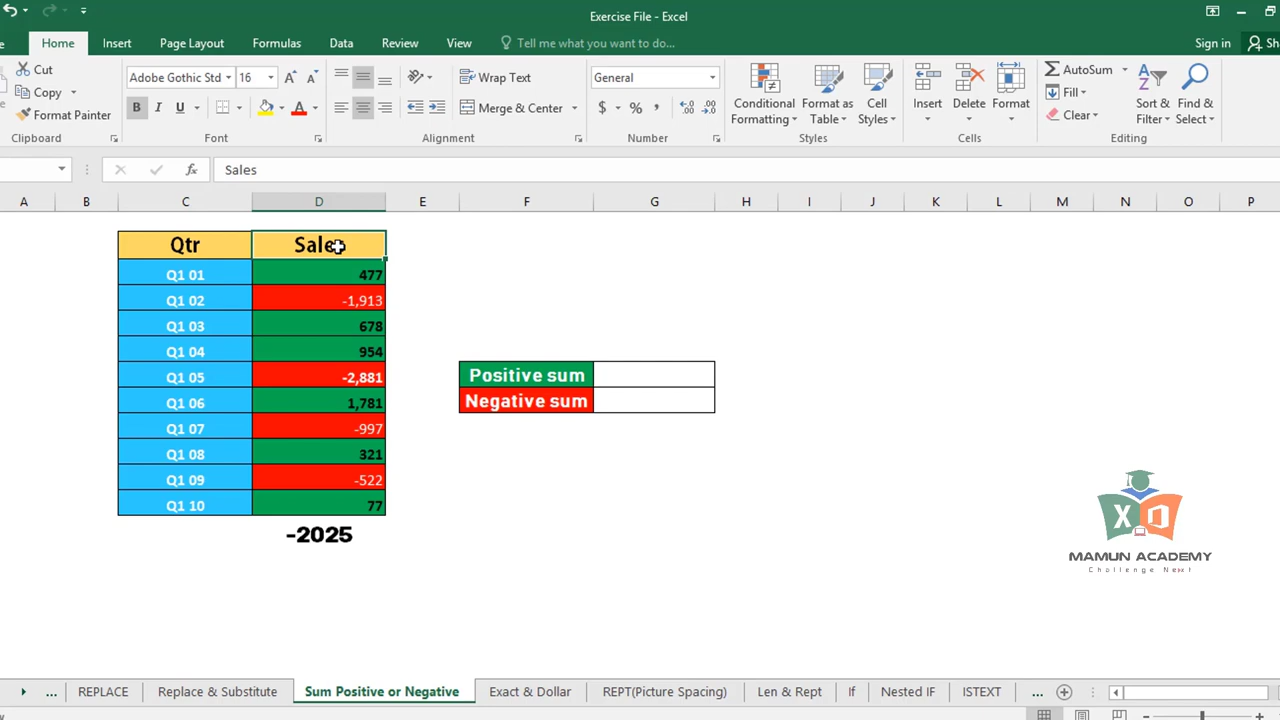 Exercise File - Excel
Home Insert Page Layout Formulas Data Review View Tell me what you want to do... Sign in Sh
Cut
Copy
Format Painter
Clipboard
Adobe Gothic Std 16
B I U
Font
Wrap Text
Merge & Center
Alignment
General
$ % ,
Number
Conditional Formatting
Format as Table
Cell Styles
Styles
Insert Delete Format
Cells
AutoSum
Fill
Clear
Sort & Filter
Find & Select
Editing
fx Sales
A B C D E F G H I J K L M N O P
Qtr Sales
Q1 01 477
Q1 02 -1,913
Q1 03 678
Q1 04 954
Q1 05 -2,881
Q1 06 1,781
Q1 07 -997
Q1 08 321
Q1 09 -522
Q1 10 77
-2025
Positive sum
Negative sum
MAMUN ACADEMY
Challenge Next
... REPLACE Replace & Substitute Sum Positive or Negative Exact & Dollar REPT(Picture Spacing) Len & Rept If Nested IF ISTEXT ...